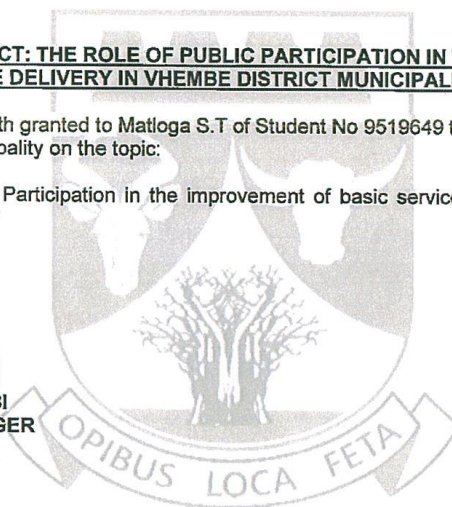 CT: THE ROLE OF PUBLIC PARTICIPATION IN
E DELIVERY IN VHEMBE DISTRICT MUNICIPAL
th granted to Matloga S.T of Student No 9519649 t
pality on the topic:
Participation in the improvement of basic service
GER
OPIBUS LOCA FETA